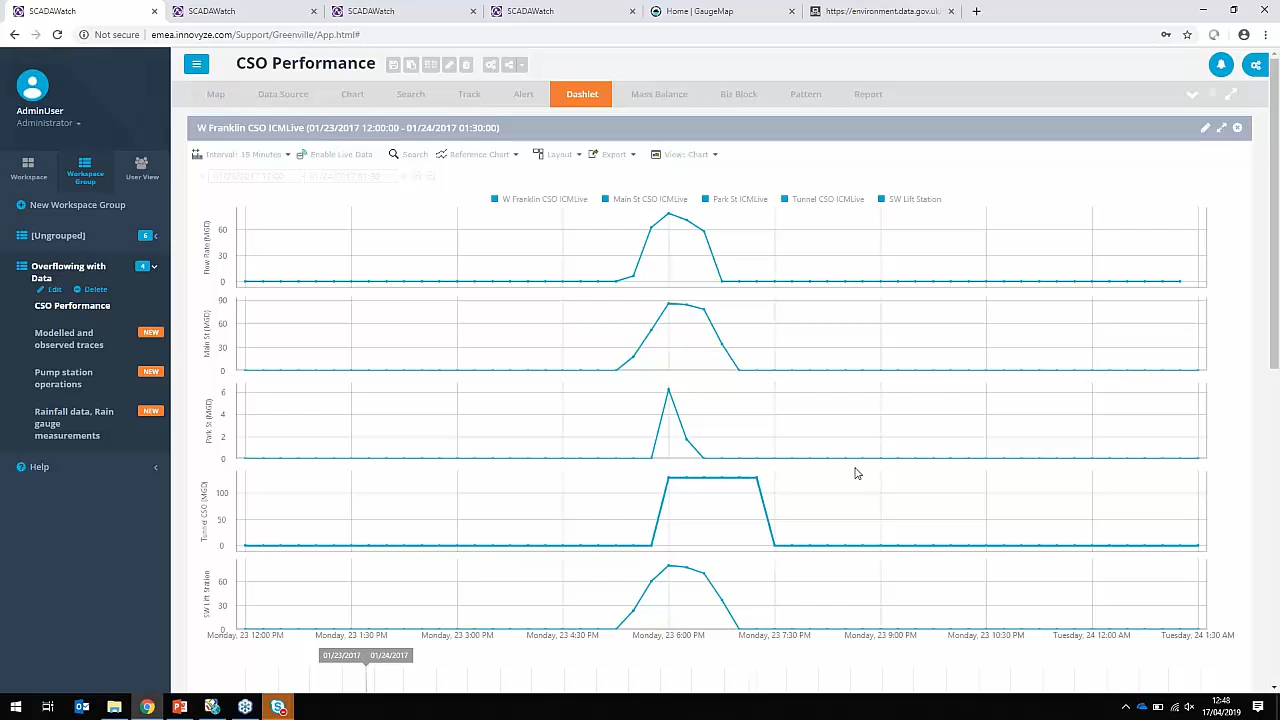 SCADAWatch
SCADAWatch
SCADAWatch
SCADAWatch
Home | GaugeMap
https://environment.data.gov.uk
Not secure
emea.innovyze.com/Support/Greenville/App.html#
AdminUser
Administrator
Workspace
Workspace Group
User View
New Workspace Group
[Ungrouped] 6
Overflowing with Data 4
Edit Delete
CSO Performance
Modelled and observed traces NEW
Pump station operations NEW
Rainfall data, Rain gauge measurements NEW
Help
CSO Performance
Map Data Source Chart Search Track Alert Dashlet Mass Balance Biz Block Pattern Report
W Franklin CSO ICMLive (01/23/2017 12:00:00 - 01/24/2017 01:30:00)
Interval: 15 Minutes Enable Live Data Search Reference Chart Layout Export View: Chart
01/23/2017 12:00 - 01/24/2017 01:30
W Franklin CSO ICMLive Main St CSO ICMLive Park St ICMLive Tunnel CSO ICMLive SW Lift Station
Flow Rate (MGD)
60
30
0
Main St (MGD)
90
60
30
0
Park St (MGD)
6
4
2
0
Tunnel CSO (MGD)
100
50
0
SW Lift Station
60
30
0
Monday, 23 12:00 PM Monday, 23 1:30 PM Monday, 23 3:00 PM Monday, 23 4:30 PM Monday, 23 6:00 PM Monday, 23 7:30 PM Monday, 23 9:00 PM Monday, 23 10:30 PM Tuesday, 24 12:00 AM Tuesday, 24 1:30 AM
01/23/2017 01/24/2017
12:48
17/04/2019